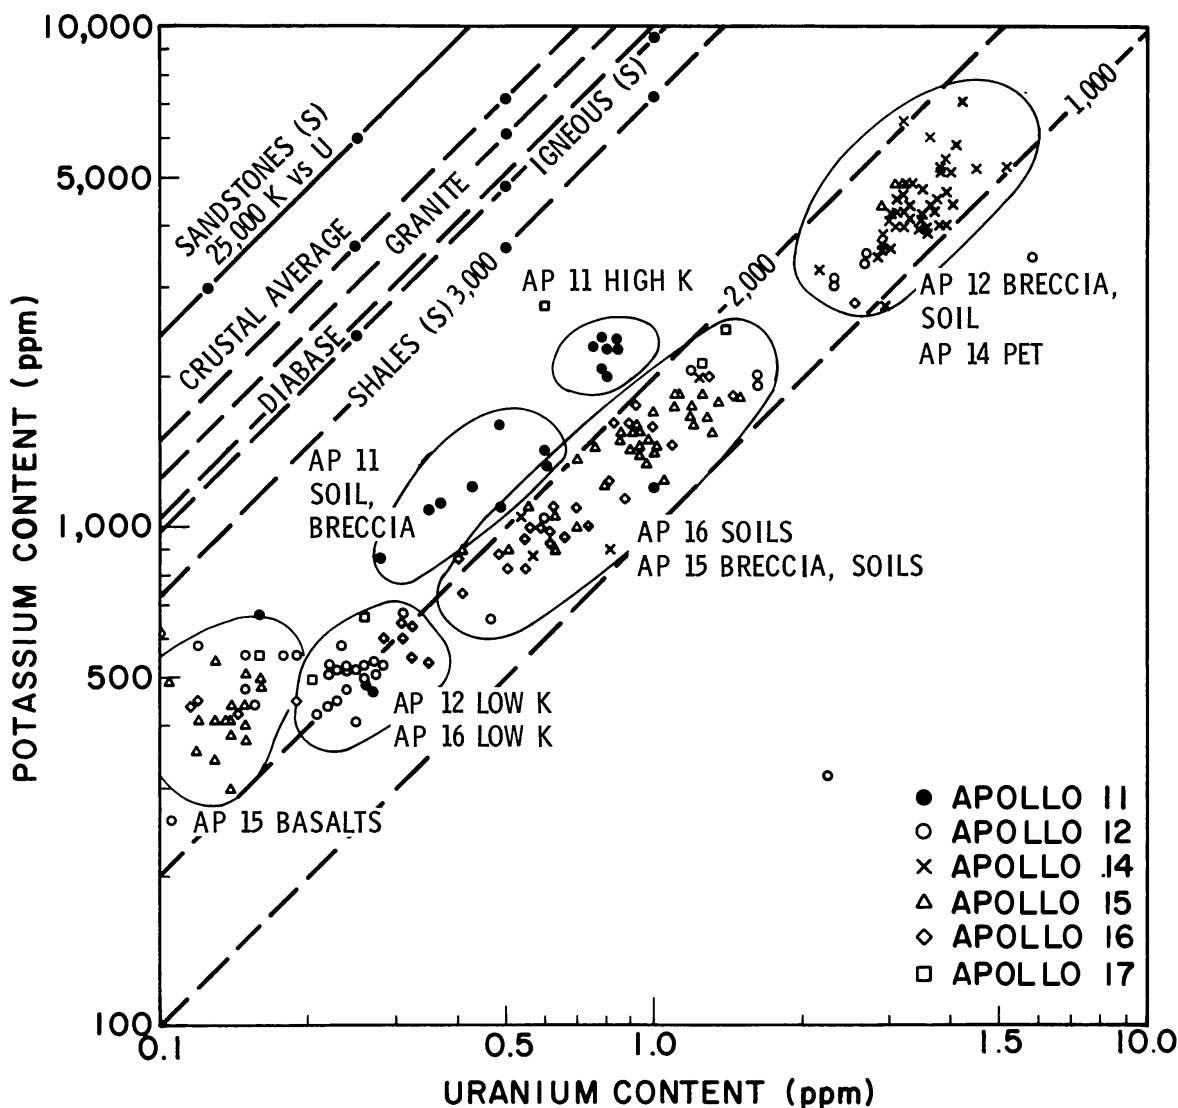 10,000
5,000
1,000
500
100
POTASSIUM CONTENT (ppm)
SANDSTONES (S)
25,000 K vs U
CRUSTAL AVERAGE
GRANITE
DIABASE
IGNEOUS (S)
SHALES (S) 3,000
2,000
1,000
AP 11 HIGH K
AP 12 BRECCIA,
SOIL
AP 14 PET
AP 11
SOIL,
BRECCIA
AP 16 SOILS
AP 15 BRECCIA, SOILS
AP 12 LOW K
AP 16 LOW K
AP 15 BASALTS
APOLLO 11
APOLLO 12
APOLLO 14
APOLLO 15
APOLLO 16
APOLLO 17
0.1
0.5
1.0
1.5
10.0
URANIUM CONTENT (ppm)